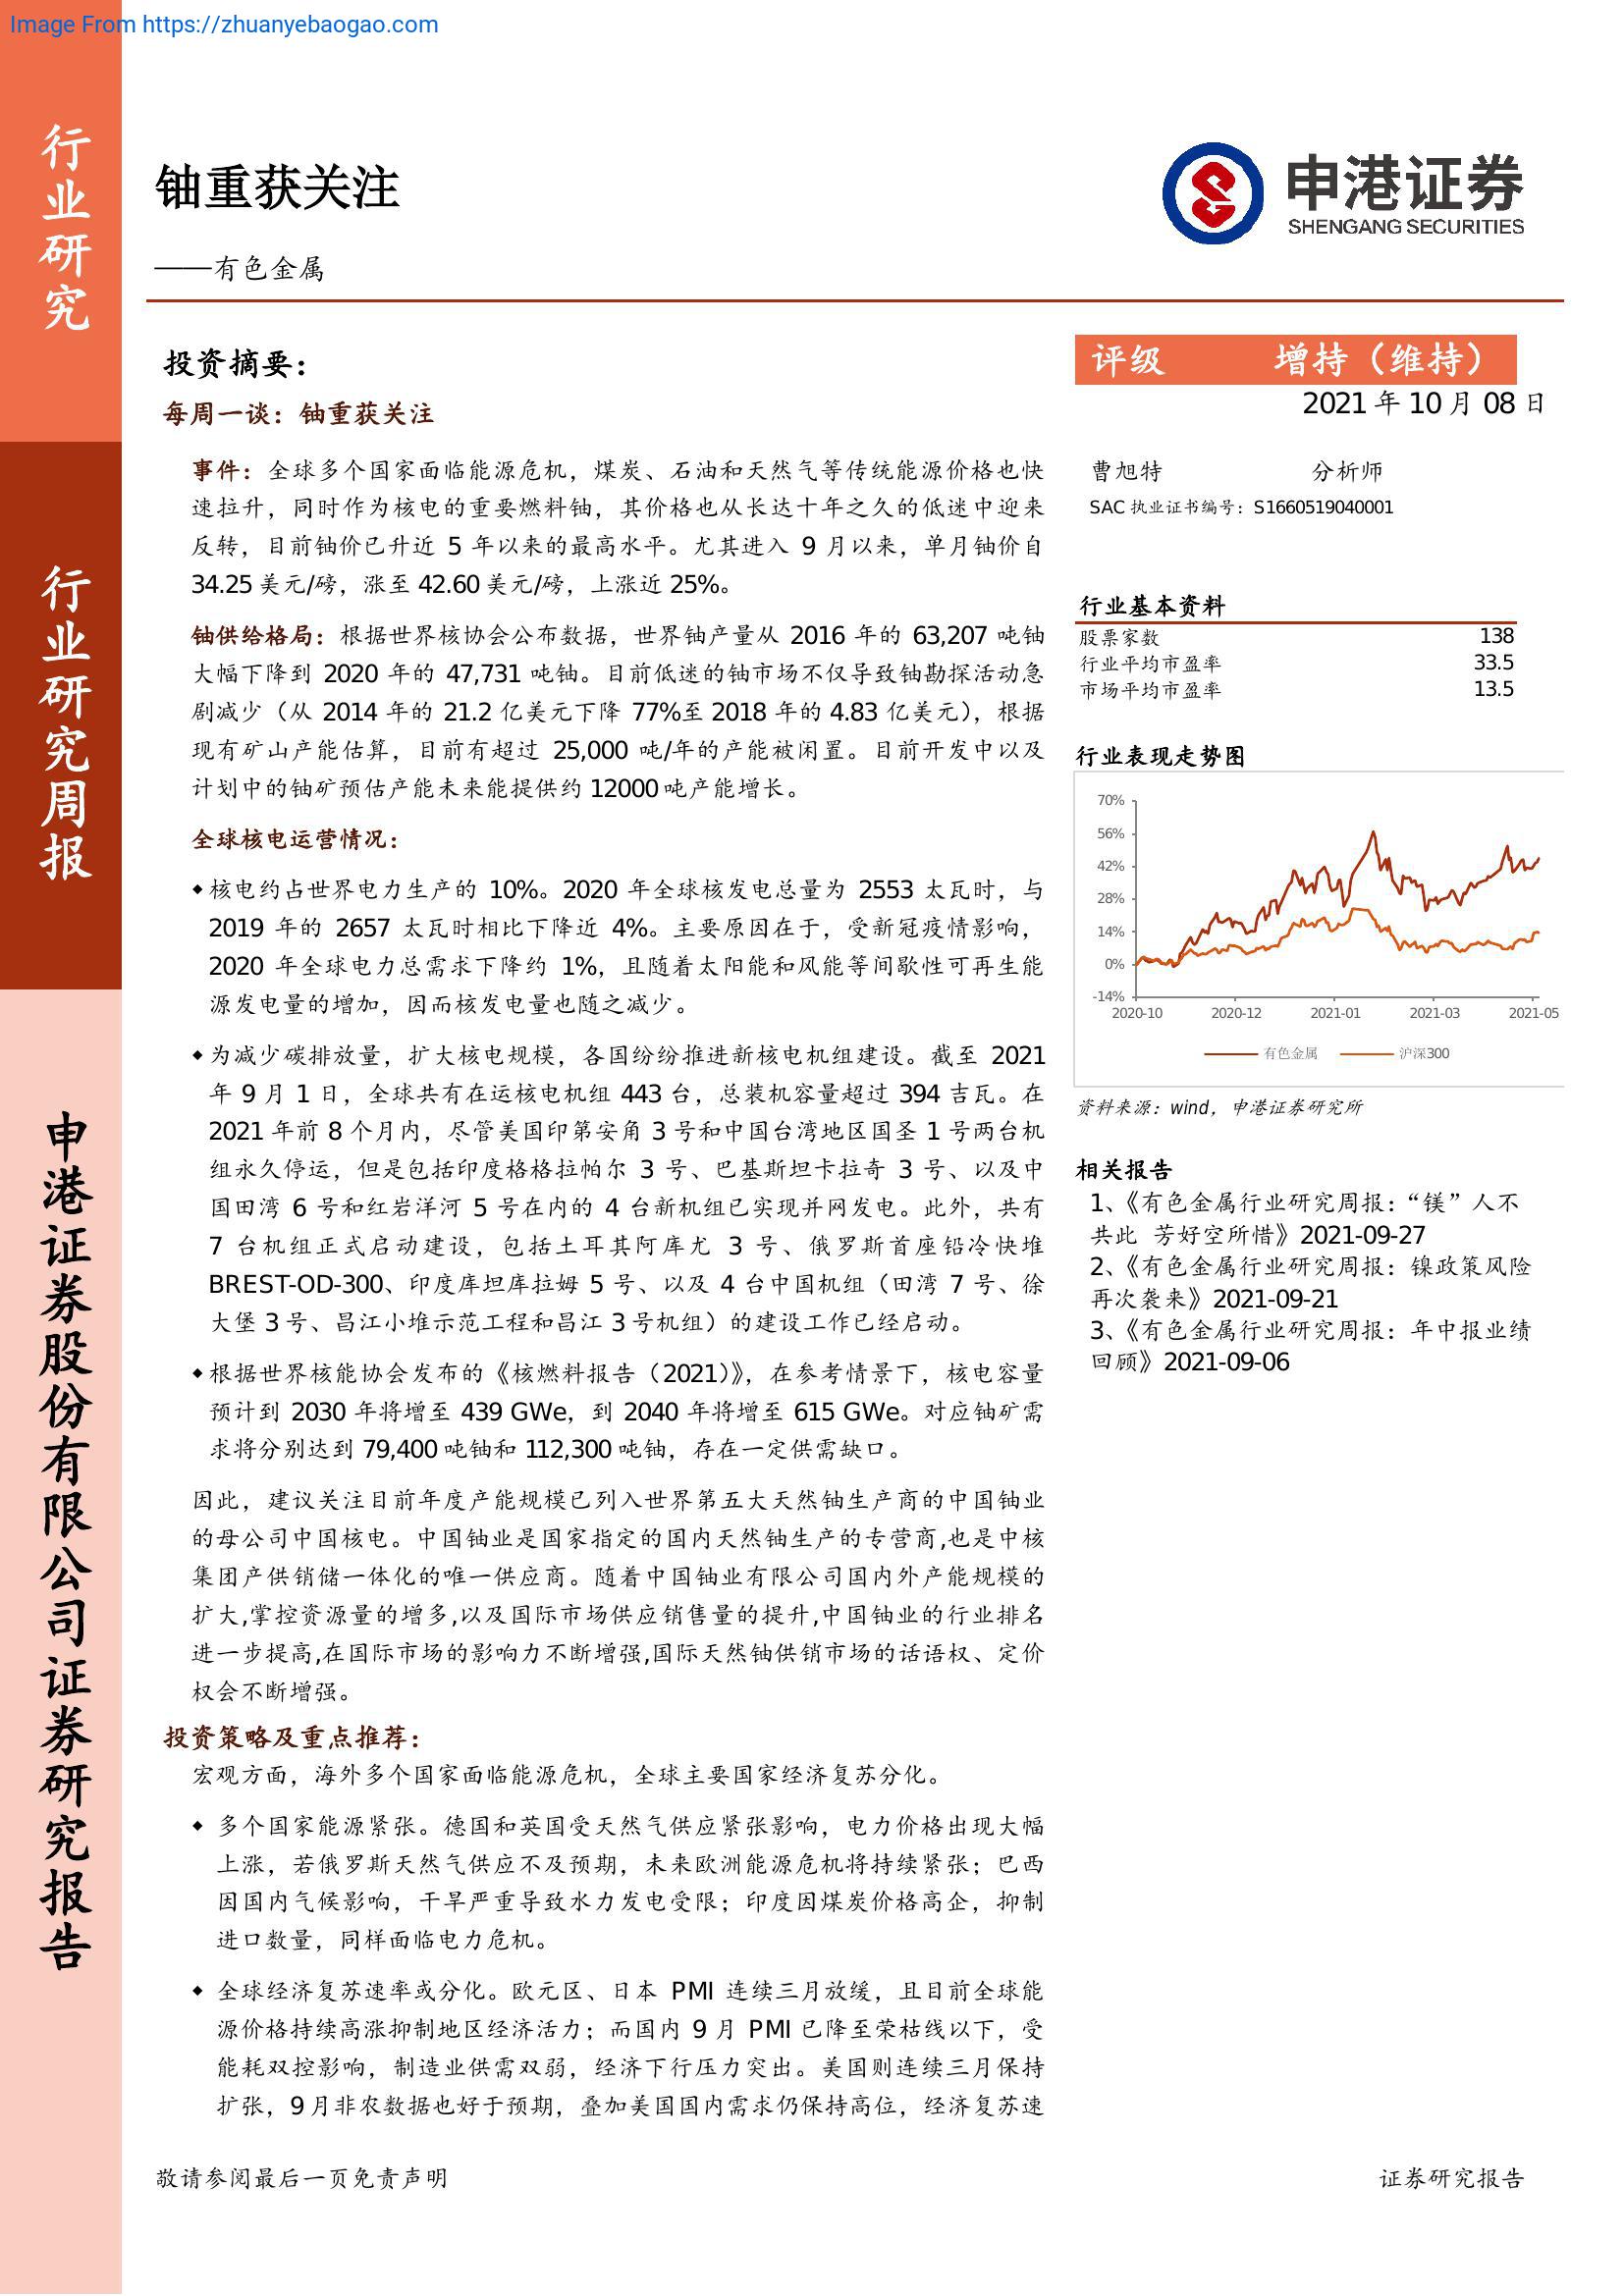 Image From https://zhuanyebaogao.com
行业研究
行业研究周报
申港证券股份有限公司证券研究报告
铀重获关注
——有色金属
申港证券
SHENGANG SECURITIES
投资摘要：
每周一谈：铀重获关注
事件：全球多个国家面临能源危机，煤炭、石油和天然气等传统能源价格也快
速拉升，同时作为核电的重要燃料铀，其价格也从长达十年之久的低迷中迎来
反转，目前铀价已升近 5 年以来的最高水平。尤其进入 9 月以来，单月铀价自
34.25 美元/磅，涨至 42.60 美元/磅，上涨近 25%。
铀供给格局：根据世界核协会公布数据，世界铀产量从 2016 年的 63,207 吨铀
大幅下降到 2020 年的 47,731 吨铀。目前低迷的铀市场不仅导致铀勘探活动急
剧减少（从 2014 年的 21.2 亿美元下降 77%至 2018 年的 4.83 亿美元），根据
现有矿山产能估算，目前有超过 25,000 吨/年的产能被闲置。目前开发中以及
计划中的铀矿预估产能未来能提供约 12000 吨产能增长。
全球核电运营情况：
◆核电约占世界电力生产的 10%。2020 年全球核发电总量为 2553 太瓦时，与
2019 年的 2657 太瓦时相比下降近 4%。主要原因在于，受新冠疫情影响，
2020 年全球电力总需求下降约 1%，且随着太阳能和风能等间歇性可再生能
源发电量的增加，因而核发电量也随之减少。
◆为减少碳排放量，扩大核电规模，各国纷纷推进新核电机组建设。截至 2021
年 9 月 1 日，全球共有在运核电机组 443 台，总装机容量超过 394 吉瓦。在
2021 年前 8 个月内，尽管美国印第安角 3 号和中国台湾地区国圣 1 号两台机
组永久停运，但是包括印度格格拉帕尔 3 号、巴基斯坦卡拉奇 3 号、以及中
国田湾 6 号和红岩洋河 5 号在内的 4 台新机组已实现并网发电。此外，共有
7 台机组正式启动建设，包括土耳其阿库尤 3 号、俄罗斯首座铅冷快堆
BREST-OD-300、印度库坦库拉姆 5 号、以及 4 台中国机组（田湾 7 号、徐
大堡 3 号、昌江小堆示范工程和昌江 3 号机组）的建设工作已经启动。
◆根据世界核能协会发布的《核燃料报告（2021）》，在参考情景下，核电容量
预计到 2030 年将增至 439 GWe，到 2040 年将增至 615 GWe。对应铀矿需
求将分别达到 79,400 吨铀和 112,300 吨铀，存在一定供需缺口。
因此，建议关注目前年度产能规模已列入世界第五大天然铀生产商的中国铀业
的母公司中国核电。中国铀业是国家指定的国内天然铀生产的专营商,也是中核
集团产供销储一体化的唯一供应商。随着中国铀业有限公司国内外产能规模的
扩大,掌控资源量的增多,以及国际市场供应销售量的提升,中国铀业的行业排名
进一步提高,在国际市场的影响力不断增强,国际天然铀供销市场的话语权、定价
权会不断增强。
投资策略及重点推荐：
宏观方面，海外多个国家面临能源危机，全球主要国家经济复苏分化。
◆ 多个国家能源紧张。德国和英国受天然气供应紧张影响，电力价格出现大幅
上涨，若俄罗斯天然气供应不及预期，未来欧洲能源危机将持续紧张；巴西
因国内气候影响，干旱严重导致水力发电受限；印度因煤炭价格高企，抑制
进口数量，同样面临电力危机。
◆ 全球经济复苏速率或分化。欧元区、日本 PMI 连续三月放缓，且目前全球能
源价格持续高涨抑制地区经济活力；而国内 9 月 PMI 已降至荣枯线以下，受
能耗双控影响，制造业供需双弱，经济下行压力突出。美国则连续三月保持
扩张，9 月非农数据也好于预期，叠加美国国内需求仍保持高位，经济复苏速
评级 增持（维持）
2021 年 10 月 08 日
曹旭特 分析师
SAC 执业证书编号：S1660519040001
行业基本资料
股票家数 138
行业平均市盈率 33.5
市场平均市盈率 13.5
行业表现走势图
70%
56%
42%
28%
14%
0%
-14%
2020-10 2020-12 2021-01 2021-03 2021-05
有色金属 沪深300
资料来源：wind，申港证券研究所
相关报告
1、《有色金属行业研究周报：“镁”人不
共此 芳好空所惜》2021-09-27
2、《有色金属行业研究周报：镍政策风险
再次袭来》2021-09-21
3、《有色金属行业研究周报：年中报业绩
回顾》2021-09-06
敬请参阅最后一页免责声明
证券研究报告